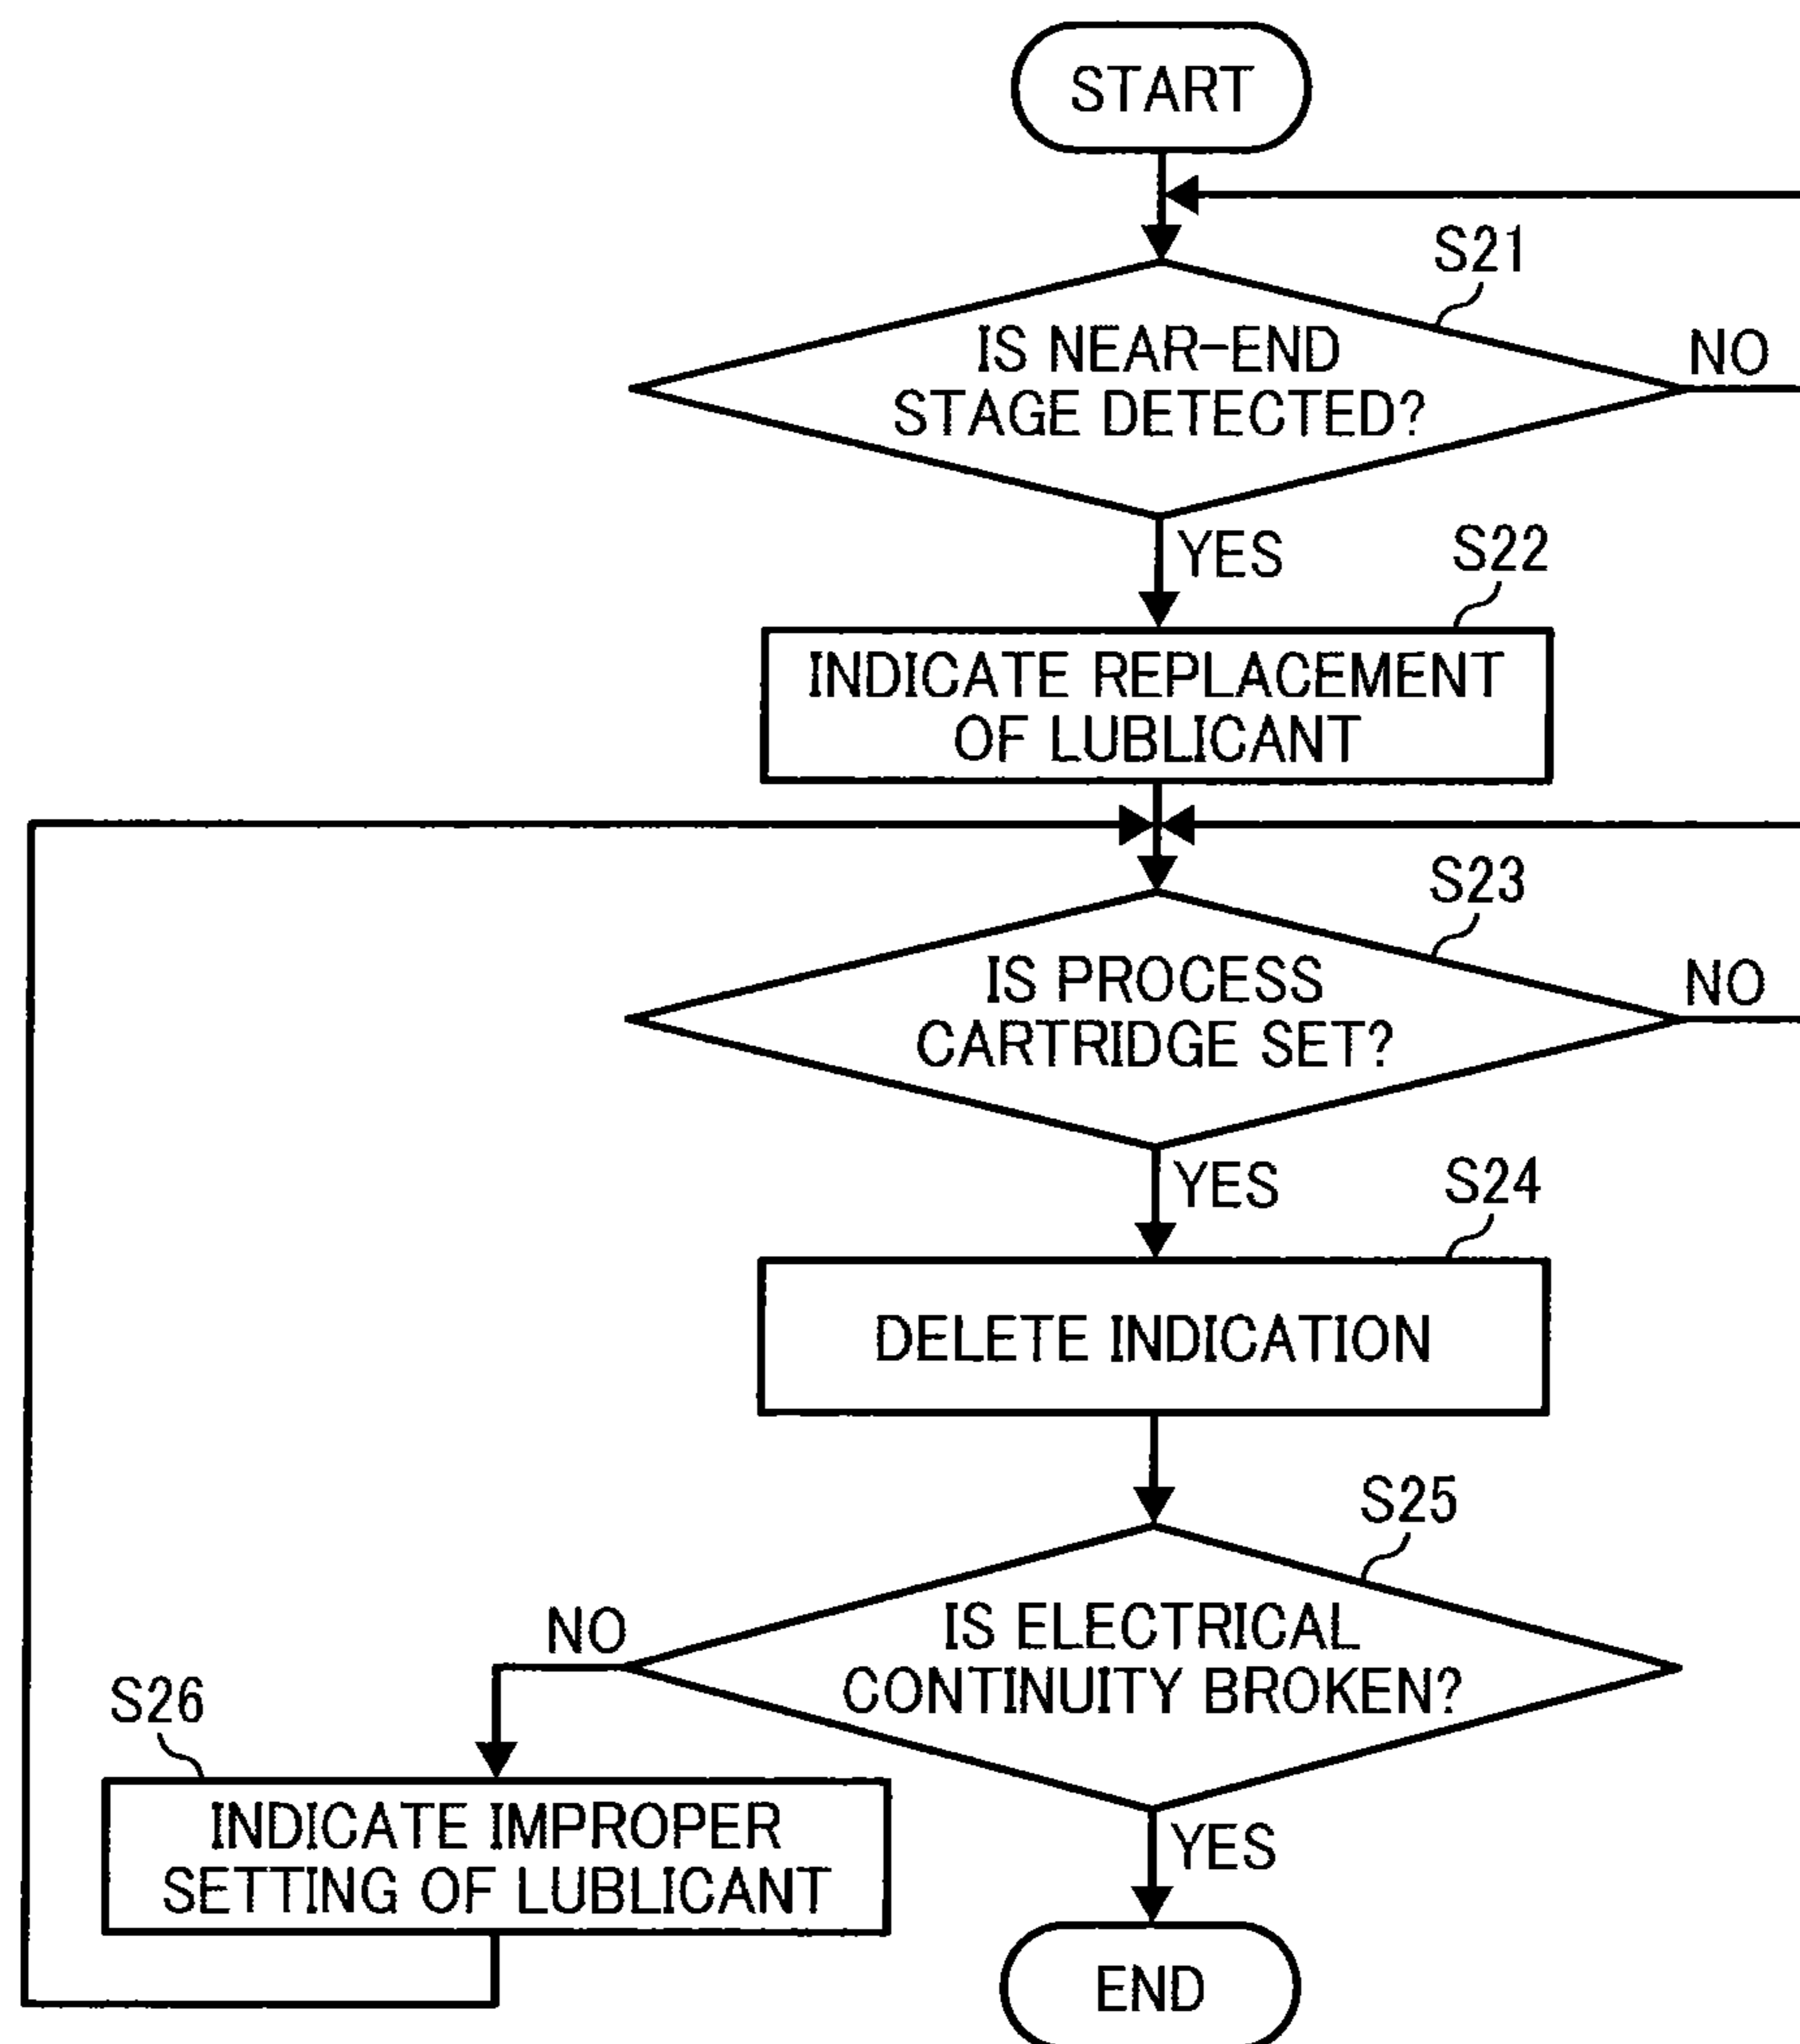 START
S21
IS NEAR-END
STAGE DETECTED?
NO
YES
S22
INDICATE REPLACEMENT
OF LUBLICANT
S23
IS PROCESS
CARTRIDGE SET?
NO
YES
S24
DELETE INDICATION
S25
IS ELECTRICAL
CONTINUITY BROKEN?
NO
S26
INDICATE IMPROPER
SETTING OF LUBLICANT
YES
END